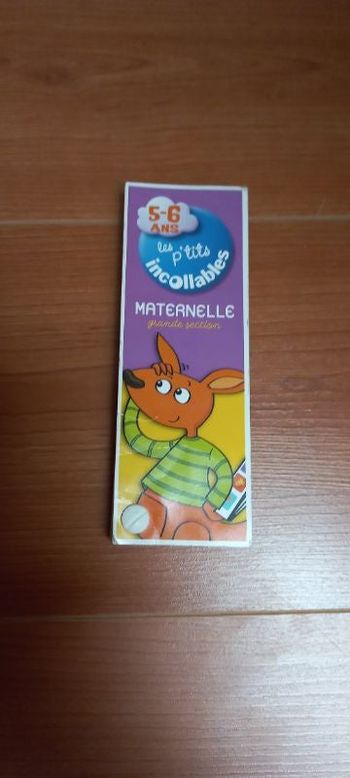 5-6
ANS
les p'tits
incollables
MATERNELLE
grande section